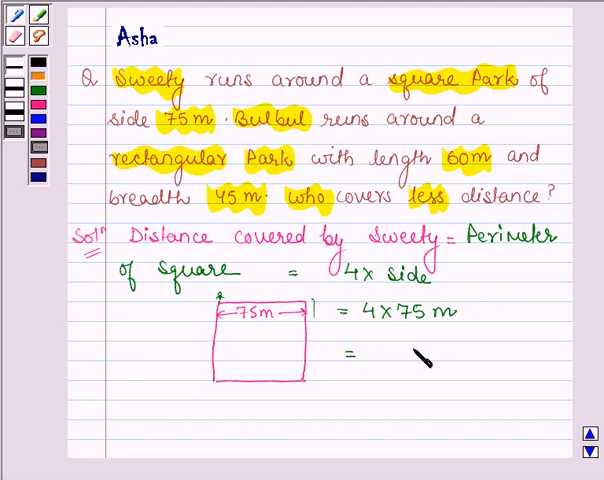 Asha
Q Sweety runs around a square Park of
side 75m. Bulbul runs around a
rectangular Park with length 60m and
breadth 45m. who covers less distance?
Solⁿ Distance covered by Sweety = Perimeter
of Square = 4 x side
75m = 4 x 75 m
=